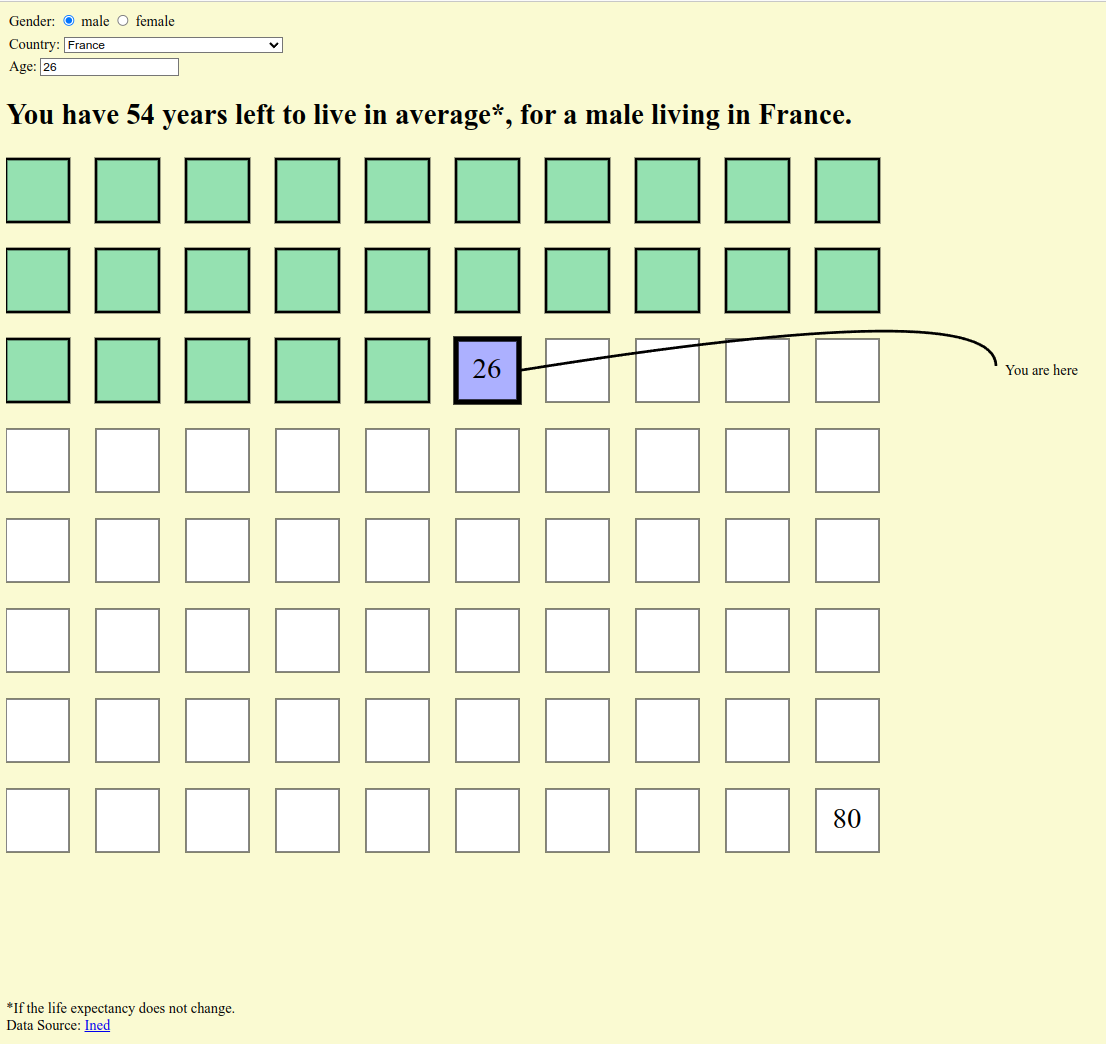 Gender: male female
Country: France
Age: 26
You have 54 years left to live in average*, for a male living in France.
26
You are here
80
*If the life expectancy does not change.
Data Source: Ined